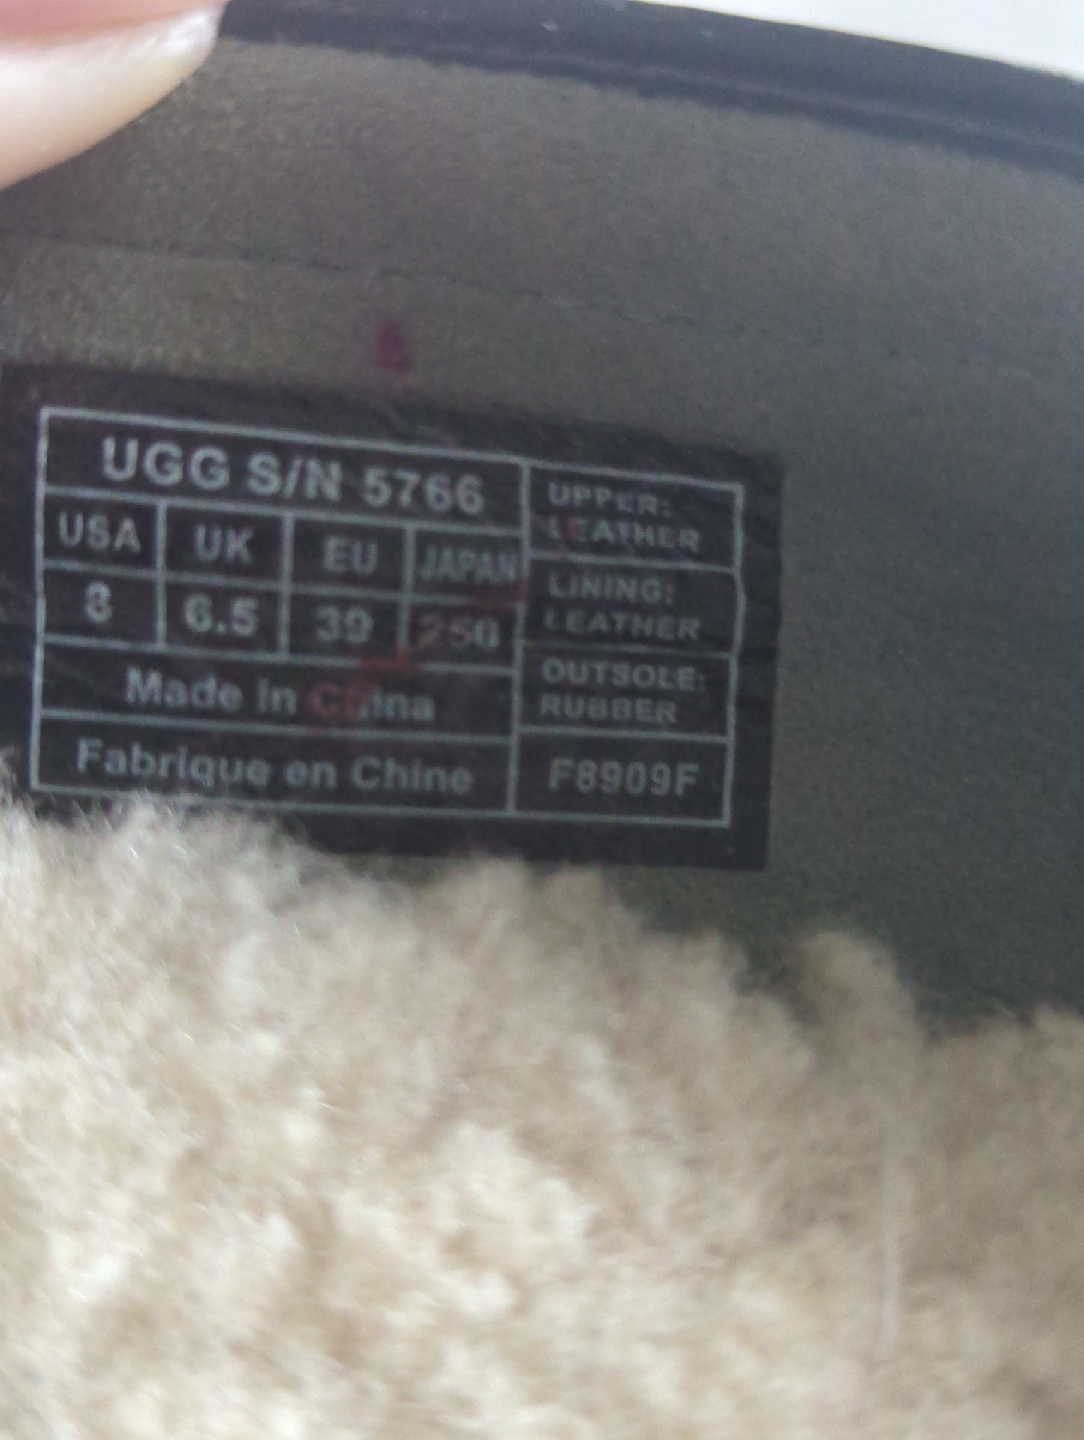 UGG S/N 5766
USA UK EU JAPAN
8 6.5 39 250
Made in China
Fabrique en Chine
UPPER:
LEATHER
LINING:
LEATHER
OUTSOLE:
RUBBER
F8909F